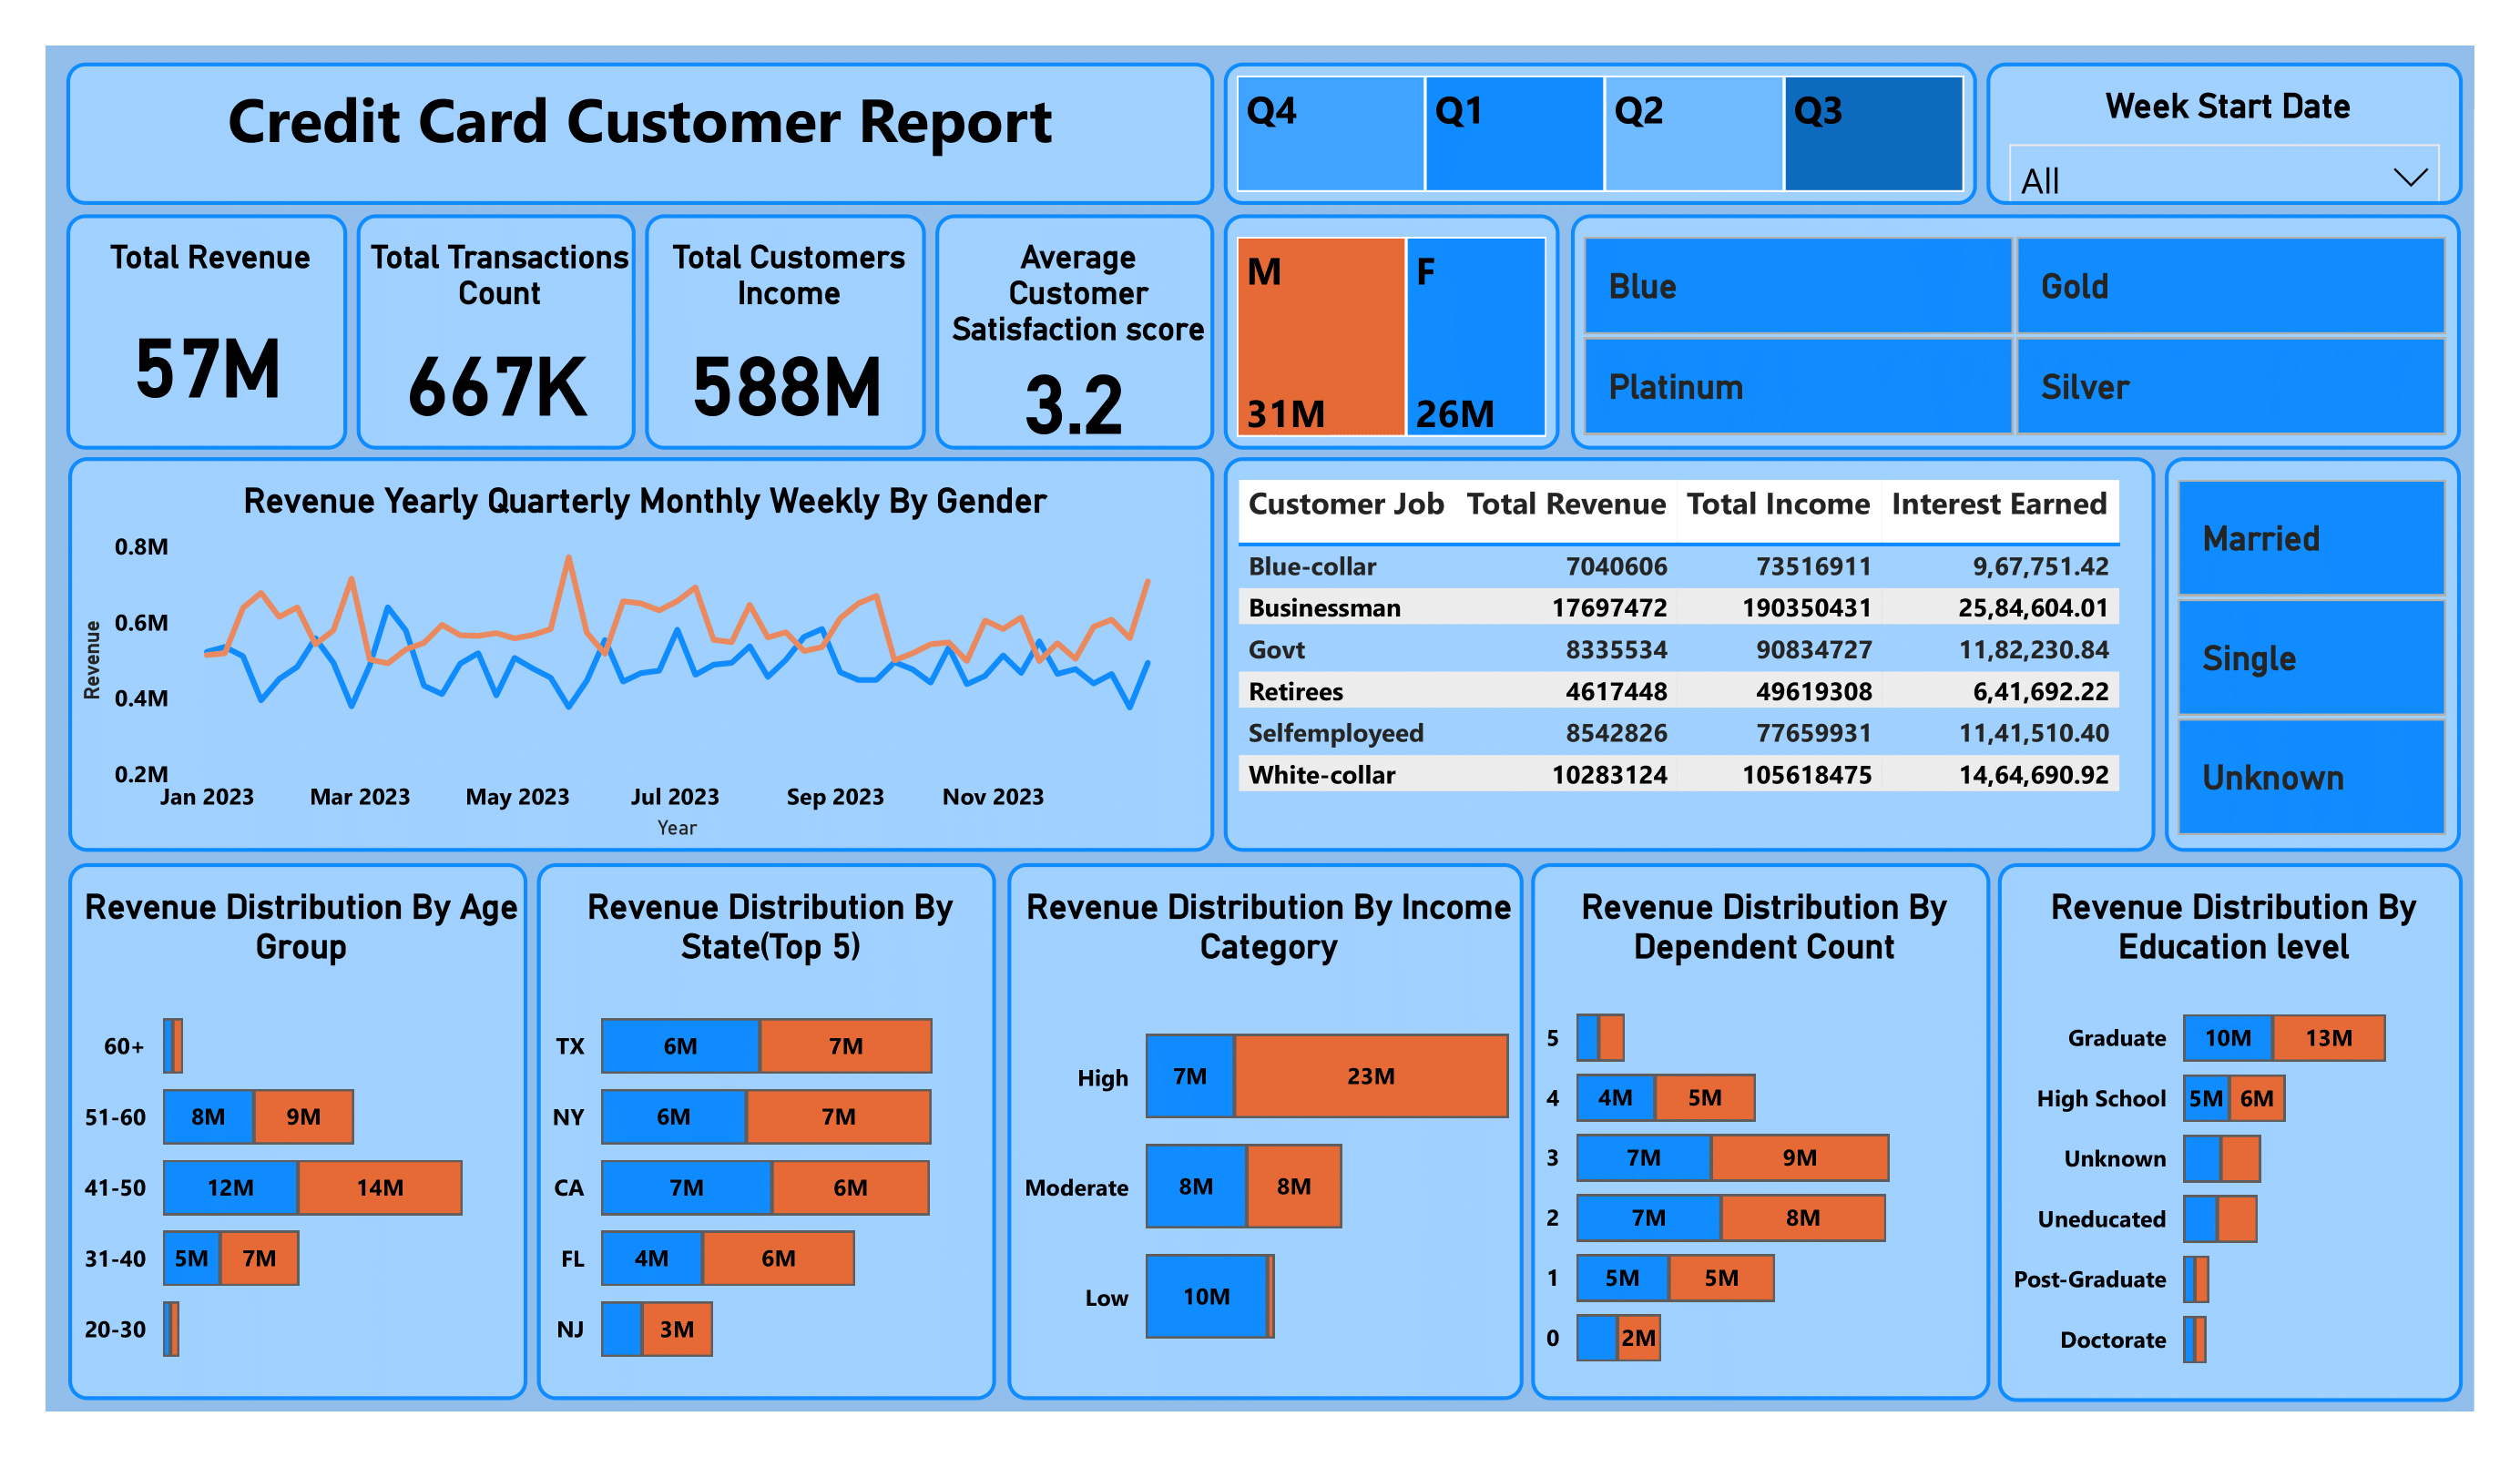 Credit Card Customer Report
Q4
Q1
Q2
Q3
Week Start Date
All
Total Revenue
57M
Total Transactions
Count
667K
Total Customers
Income
588M
Average
Customer
Satisfaction score
3.2
M
31M
F
26M
Blue
Gold
Platinum
Silver
Revenue Yearly Quarterly Monthly Weekly By Gender
Revenue
0.8M
0.6M
0.4M
0.2M
Jan 2023 Mar 2023 May 2023 Jul 2023 Sep 2023 Nov 2023
Year
Customer Job Total Revenue Total Income Interest Earned
Blue-collar 7040606 73516911 9,67,751.42
Businessman 17697472 190350431 25,84,604.01
Govt 8335534 90834727 11,82,230.84
Retirees 4617448 49619308 6,41,692.22
Selfemployeed 8542826 77659931 11,41,510.40
White-collar 10283124 105618475 14,64,690.92
Married
Single
Unknown
Revenue Distribution By Age
Group
60+
51-60 8M 9M
41-50 12M 14M
31-40 5M 7M
20-30
Revenue Distribution By
State(Top 5)
TX 6M 7M
NY 6M 7M
CA 7M 6M
FL 4M 6M
NJ 3M
Revenue Distribution By Income
Category
High 7M 23M
Moderate 8M 8M
Low 10M
Revenue Distribution By
Dependent Count
5
4 4M 5M
3 7M 9M
2 7M 8M
1 5M 5M
0 2M
Revenue Distribution By
Education level
Graduate 10M 13M
High School 5M 6M
Unknown
Uneducated
Post-Graduate
Doctorate